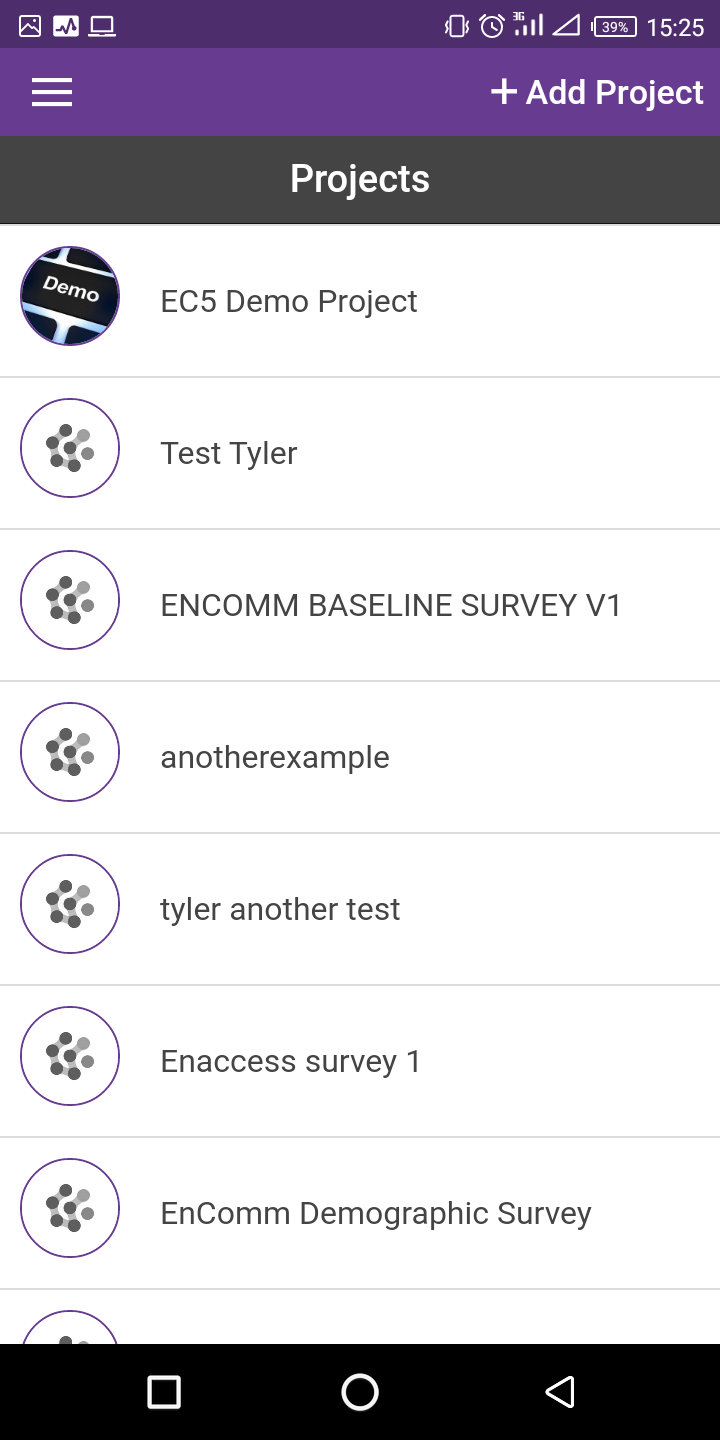 3G 39% 15:25
+ Add Project
Projects
Demo
EC5 Demo Project
Test Tyler
ENCOMM BASELINE SURVEY V1
anotherexample
tyler another test
Enaccess survey 1
EnComm Demographic Survey